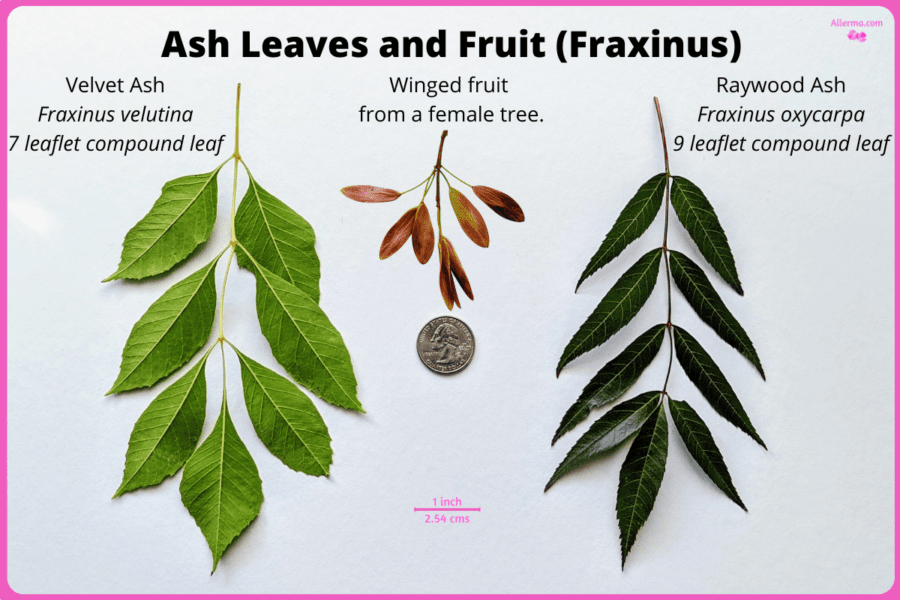 Allerma.com
Ash Leaves and Fruit (Fraxinus)
Velvet Ash
Fraxinus velutina
7 leaflet compound leaf
Winged fruit
from a female tree.
Raywood Ash
Fraxinus oxycarpa
9 leaflet compound leaf
1 inch
2.54 cms